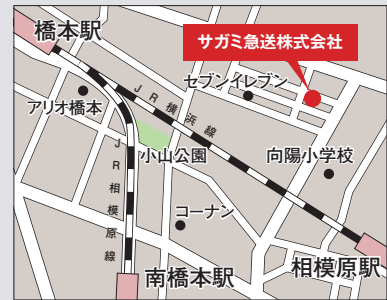 橋本駅
サガミ急送株式会社
セブンイレブン
アリオ橋本
JR横浜線
小山公園
向陽小学校
JR相模原線
コーナン
南橋本駅
相模原駅